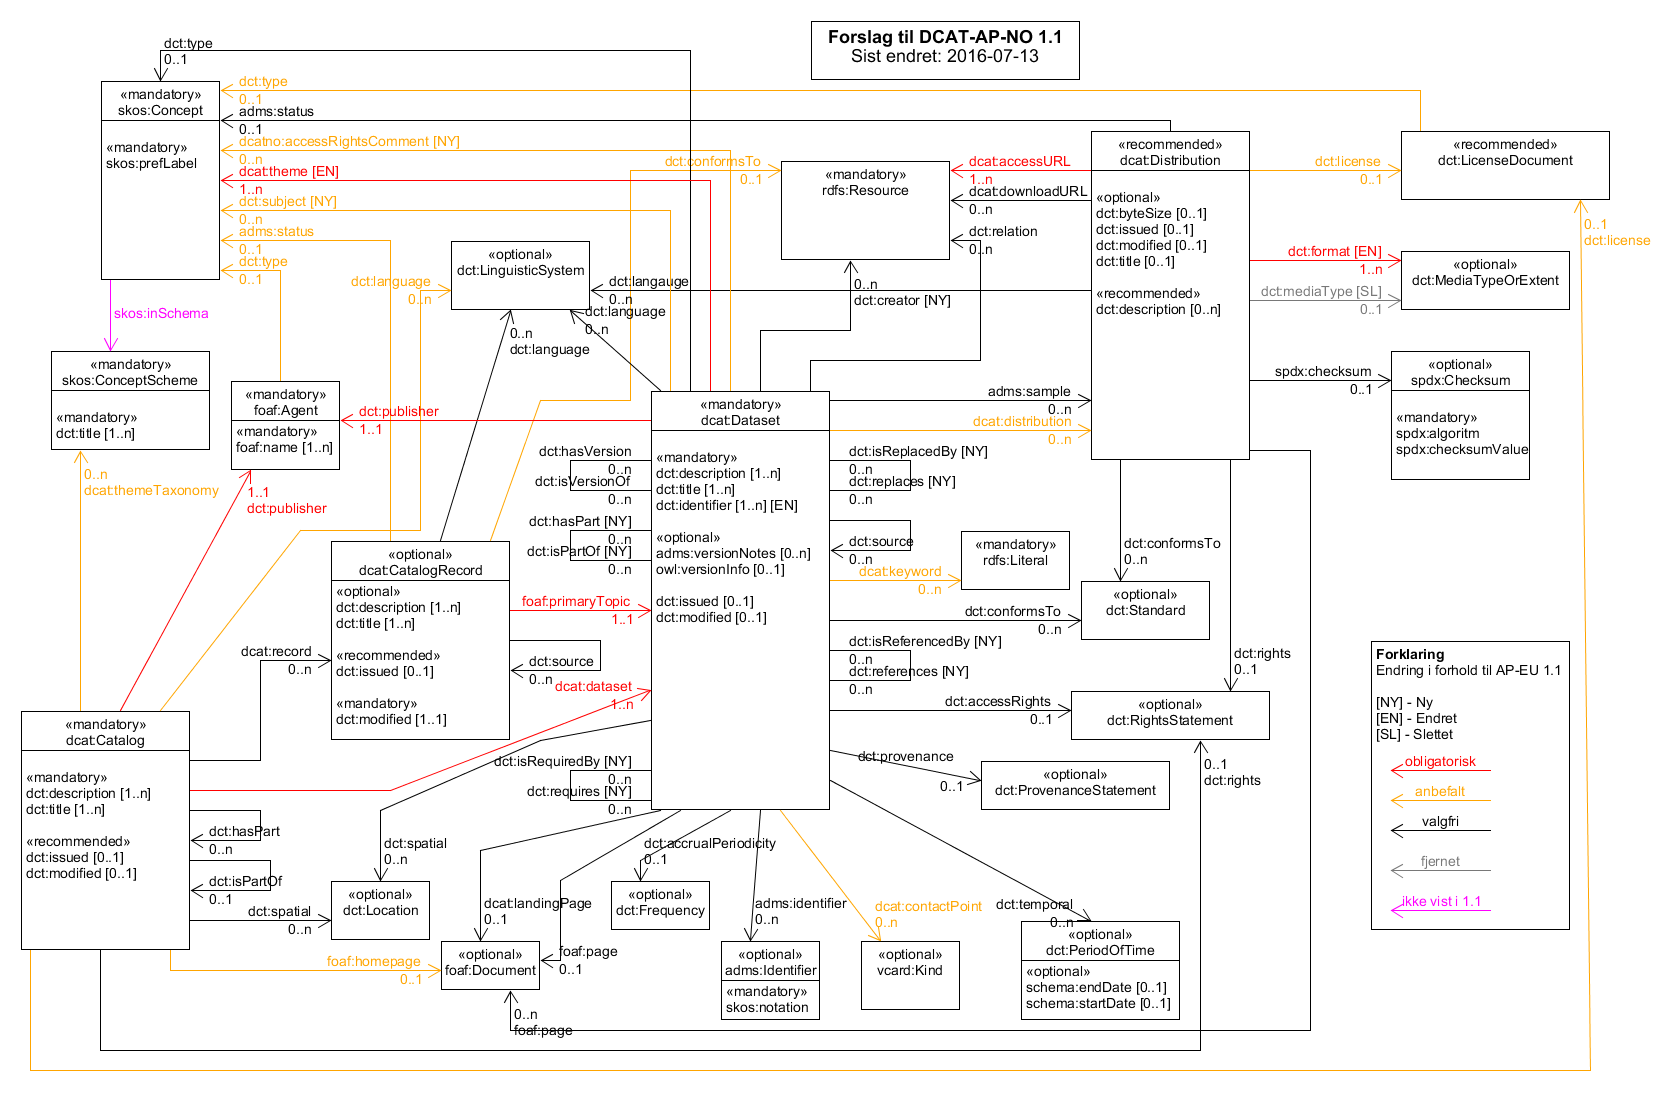 Forslag til DCAT-AP-NO 1.1
Sist endret: 2016-07-13
dct:type
0..1
«mandatory»
skos:Concept
«mandatory»
skos:prefLabel
dct:type
0..1
adms:status
0..1
dcatno:accessRightsComment [NY]
0..n
dcat:theme [EN]
1..n
dct:subject [NY]
0..n
adms:status
0..1
dct:type
0..1
skos:inSchema
«mandatory»
skos:ConceptScheme
«mandatory»
dct:title [1..n]
0..n
dcat:themeTaxonomy
«mandatory»
foaf:Agent
«mandatory»
foaf:name [1..n]
1..1
dct:publisher
dct:publisher
1..1
«optional»
dct:LinguisticSystem
dct:language
0..n
0..n
dct:language
dct:langauge
0..n
dct:language
0..n
dct:conformsTo
0..1
«mandatory»
rdfs:Resource
dcat:accessURL
1..n
dcat:downloadURL
0..n
dct:relation
0..n
0..n
dct:creator [NY]
«recommended»
dcat:Distribution
«optional»
dct:byteSize [0..1]
dct:issued [0..1]
dct:modified [0..1]
dct:title [0..1]
«recommended»
dct:description [0..n]
dct:license
0..1
«recommended»
dct:LicenseDocument
0..1
dct:license
dct:format [EN]
1..n
dct:mediaType [SL]
0..1
«optional»
dct:MediaTypeOrExtent
spdx:checksum
0..1
«optional»
spdx:Checksum
«mandatory»
spdx:algoritm
spdx:checksumValue
«mandatory»
dcat:Dataset
«mandatory»
dct:description [1..n]
dct:title [1..n]
dct:identifier [1..n] [EN]
«optional»
adms:versionNotes [0..n]
owl:versionInfo [0..1]
dct:issued [0..1]
dct:modified [0..1]
adms:sample
0..n
dcat:distribution
0..n
dct:hasVersion
0..n
dct:isVersionOf
0..n
dct:hasPart [NY]
0..n
dct:isPartOf [NY]
0..n
dct:isReplacedBy [NY]
0..n
dct:replaces [NY]
0..n
dct:source
0..n
dcat:keyword
0..n
«mandatory»
rdfs:Literal
dct:conformsTo
0..n
dct:conformsTo
0..n
«optional»
dct:Standard
dct:isReferencedBy [NY]
0..n
dct:references [NY]
0..n
dct:rights
0..1
dct:accessRights
0..1
«optional»
dct:RightsStatement
0..1
dct:rights
dct:provenance
0..1
«optional»
dct:ProvenanceStatement
«optional»
dcat:CatalogRecord
«optional»
dct:description [1..n]
dct:title [1..n]
«recommended»
dct:issued [0..1]
«mandatory»
dct:modified [1..1]
foaf:primaryTopic
1..1
dct:source
0..n
dcat:dataset
1..n
dcat:record
0..n
«mandatory»
dcat:Catalog
«mandatory»
dct:description [1..n]
dct:title [1..n]
«recommended»
dct:issued [0..1]
dct:modified [0..1]
dct:hasPart
0..n
dct:isPartOf
0..1
dct:spatial
0..n
dct:isRequiredBy [NY]
0..n
dct:requires [NY]
0..n
dct:spatial
0..n
«optional»
dct:Location
foaf:homepage
0..1
dcat:landingPage
0..1
foaf:page
0..1
«optional»
foaf:Document
0..n
foaf:page
dct:accrualPeriodicity
0..1
«optional»
dct:Frequency
adms:identifier
0..n
«optional»
adms:Identifier
«mandatory»
skos:notation
dcat:contactPoint
0..n
«optional»
vcard:Kind
dct:temporal
0..n
«optional»
dct:PeriodOfTime
«optional»
schema:endDate [0..1]
schema:startDate [0..1]
Forklaring
Endring i forhold til AP-EU 1.1
[NY] - Ny
[EN] - Endret
[SL] - Slettet
obligatorisk
anbefalt
valgfri
fjernet
ikke vist i 1.1